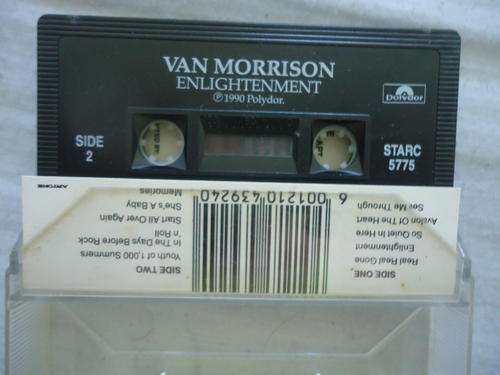 VAN MORRISON
ENLIGHTENMENT
℗ 1990 Polydor.
Polydor
SIDE
2
STARC
5775
SIDE ONE,
Real Real Gone
Enlightenment
So Quiet In Here
Avalon Of The Heart
See Me Through
6 001210 439240
SIDE TWO
Youth of 1,000 Summers
In The Days Before Rock
'n Roll
Start All Over Again
She's A Baby
Memories